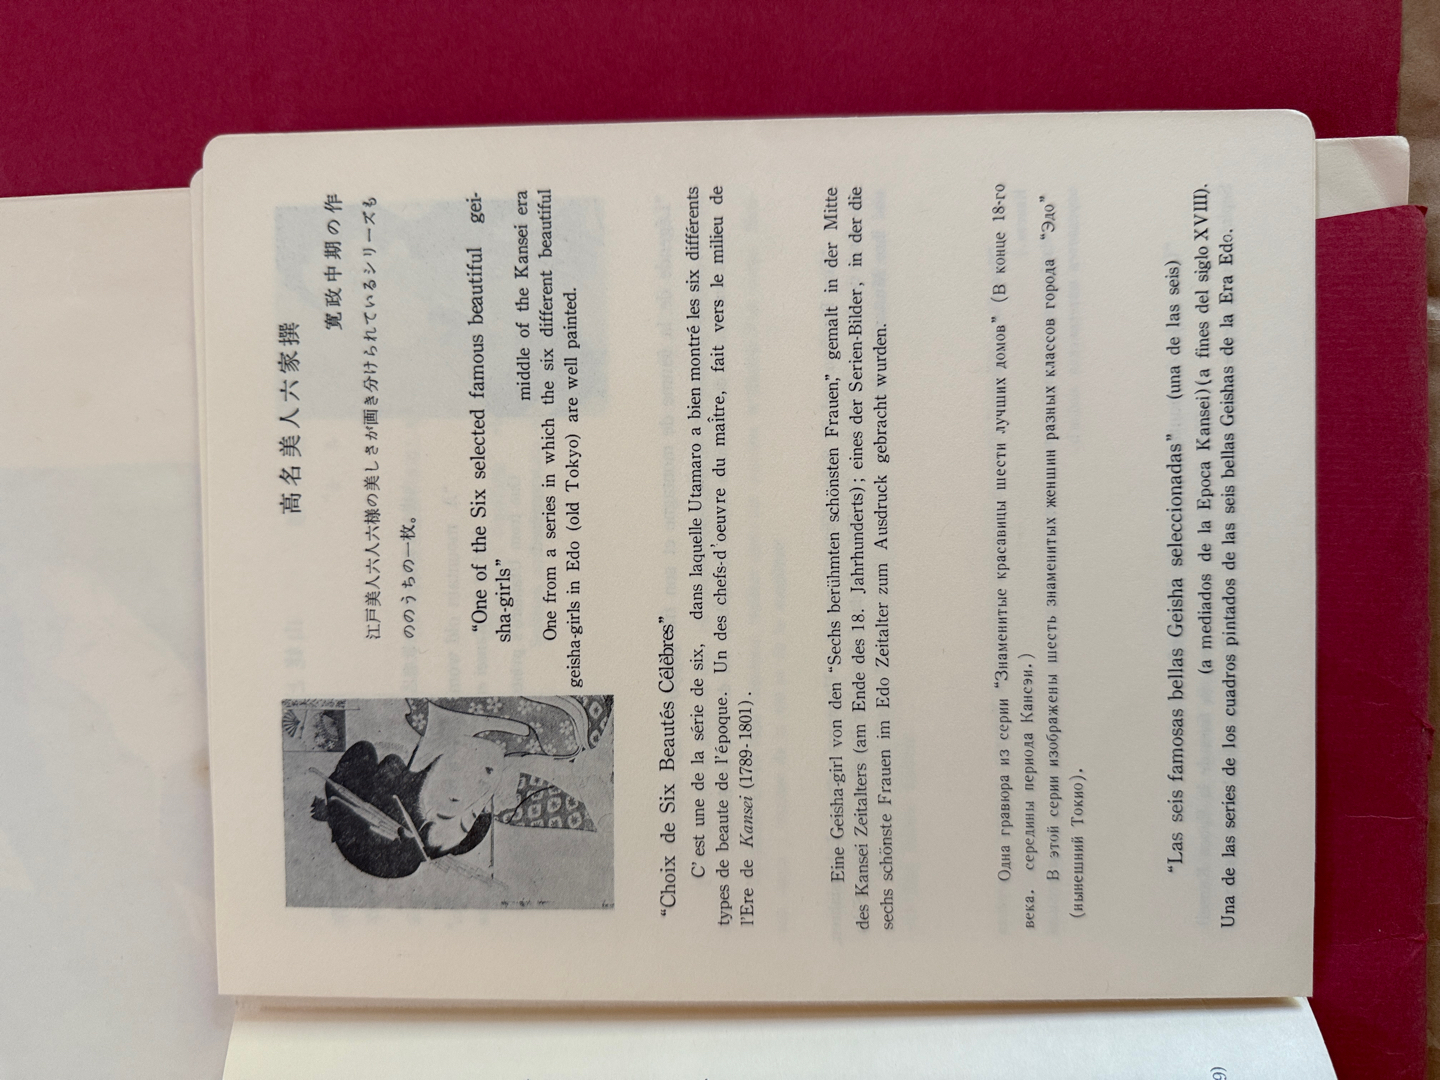 高名美人六家撰
寛政中期の作
江戸美人六人六様の美しさが画き分けられているシリーズも
ののうちの一枚。
“One of the Six selected famous beautiful gei-
sha-girls”
middle of the Kansei era
One from a series in which the six different beautiful
geisha-girls in Edo (old Tokyo) are well painted.
“Choix de Six Beautés Célèbres”
C’est une de la série de six, dans laquelle Utamaro a bien montré les six différents
types de beaute de l’époque. Un des chefs-d’oeuvre du maître, fait vers le milieu de
l’Ere de Kansei (1789-1801).
Eine Geisha-girl von den “Sechs berühmten schönsten Frauen,” gemalt in der Mitte
des Kansei Zeitalters (am Ende des 18. Jahrhunderts); eines der Serien-Bilder, in der die
sechs schönste Frauen im Edo Zeitalter zum Ausdruck gebracht wurden.
Одна гравюра из серии “Знаменитые красавицы шести лучших домов” (В конце 18-го
века, середины периода Кансэи.)
В этой серии изображены шесть знаменитых женщин разных классов города “Эдо”
(нынешний Токио).
“Las seis famosas bellas Geisha seleccionadas” (una de las seis)
(a mediados de la Epoca Kansei)(a fines del siglo XVIII).
Una de las series de los cuadros pintados de las seis bellas Geishas de la Era Edo.
9)